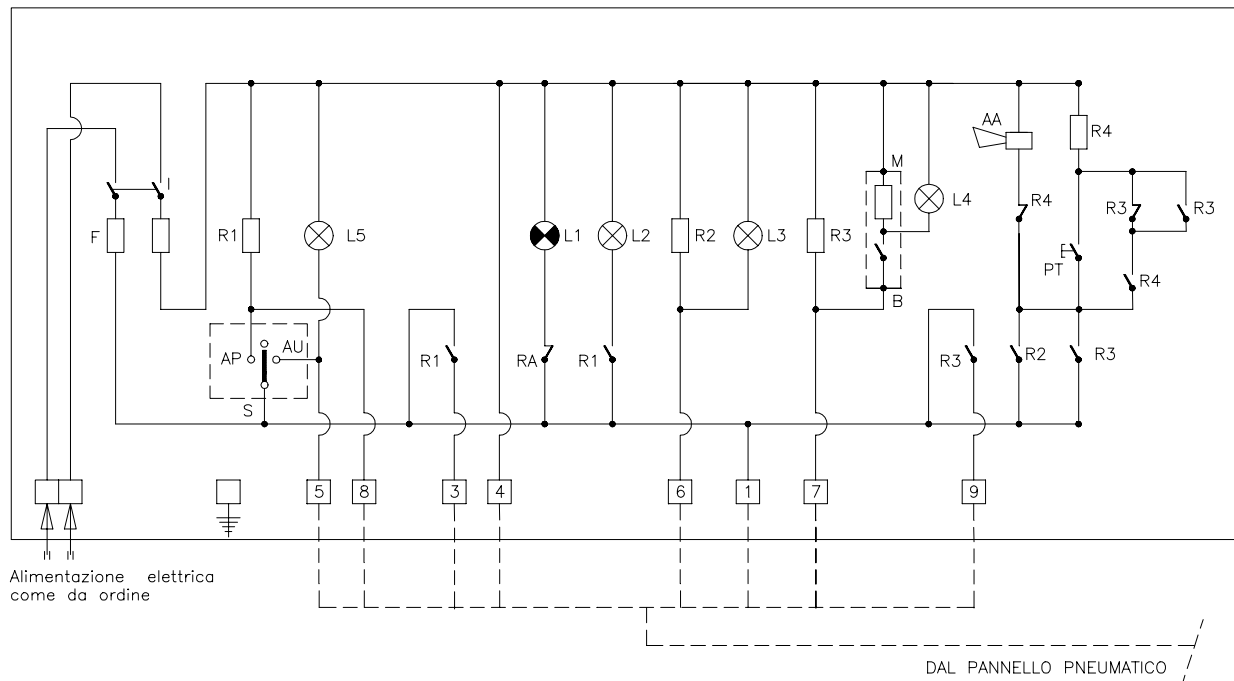 AA
R4
I
M
L4
R4
R3
R3
F
R1
L5
L1
L2
R2
L3
R3
PT
R4
B
AP
AU
R1
RA
R1
R3
R2
R3
S
5
8
3
4
6
1
7
9
Alimentazione elettrica
come da ordine
DAL PANNELLO PNEUMATICO